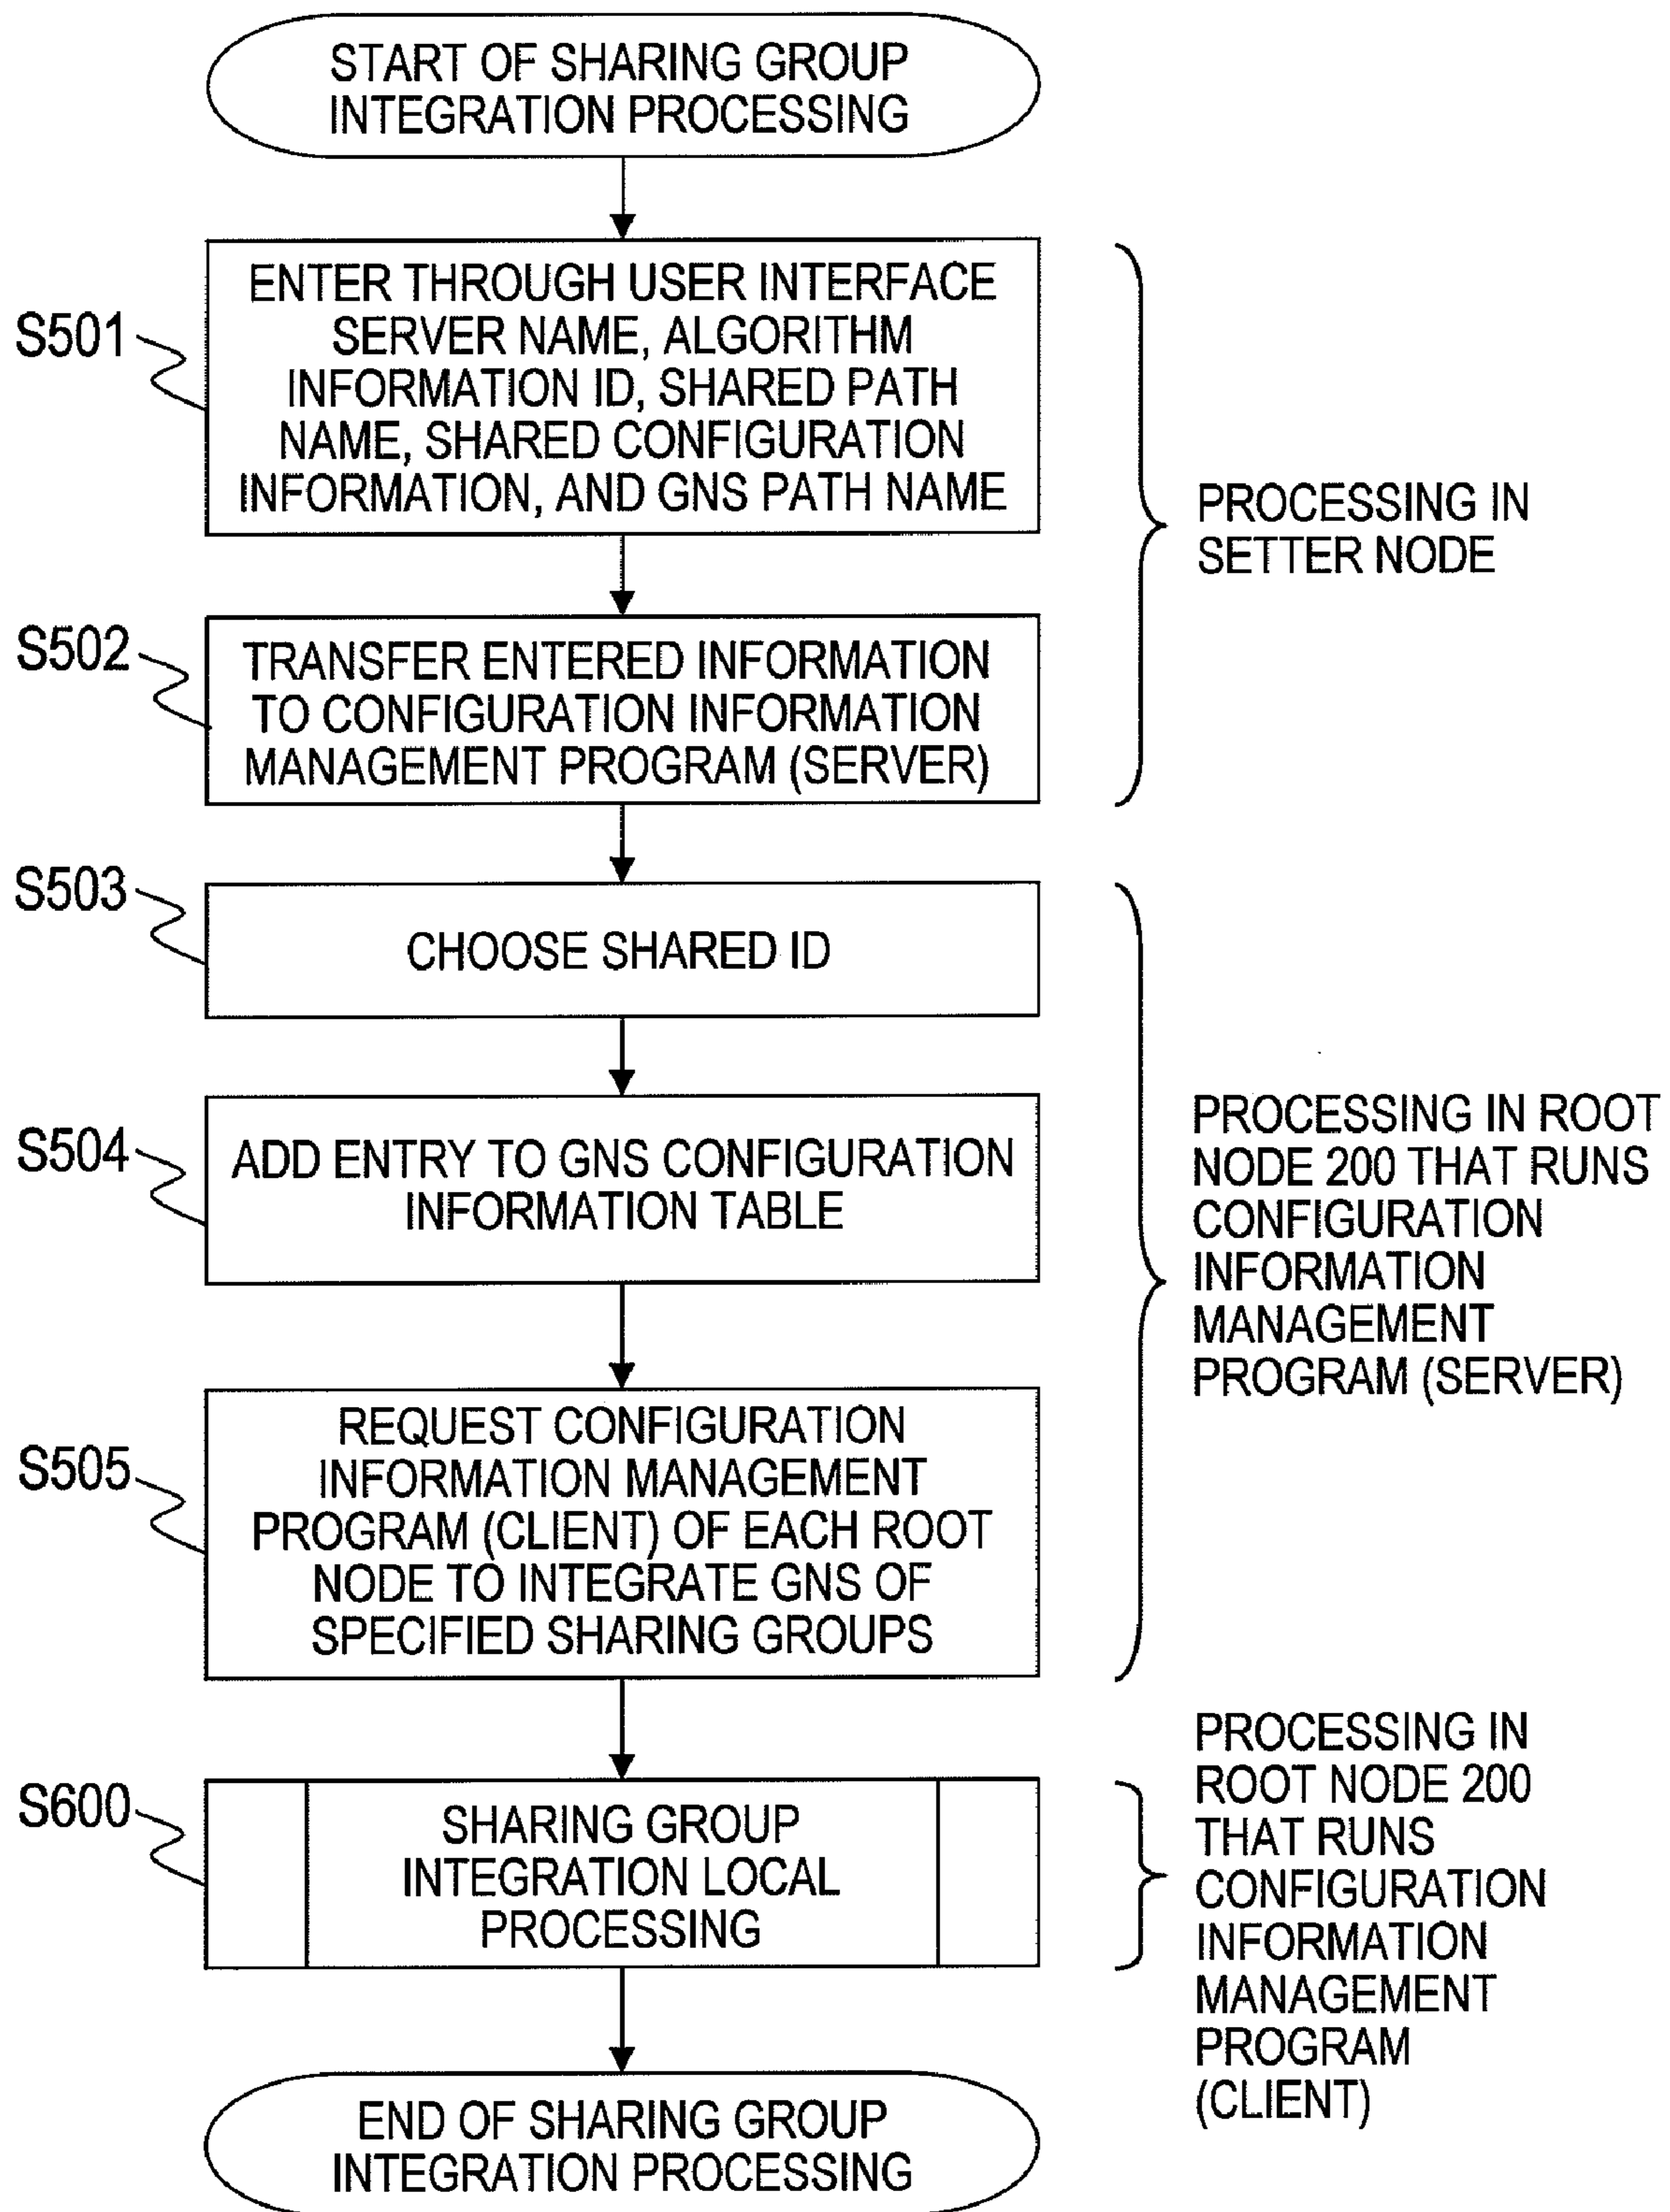 START OF SHARING GROUP
INTEGRATION PROCESSING
S501
ENTER THROUGH USER INTERFACE
SERVER NAME, ALGORITHM
INFORMATION ID, SHARED PATH
NAME, SHARED CONFIGURATION
INFORMATION, AND GNS PATH NAME
PROCESSING IN
SETTER NODE
S502
TRANSFER ENTERED INFORMATION
TO CONFIGURATION INFORMATION
MANAGEMENT PROGRAM (SERVER)
S503
CHOOSE SHARED ID
S504
ADD ENTRY TO GNS CONFIGURATION
INFORMATION TABLE
PROCESSING IN ROOT
NODE 200 THAT RUNS
CONFIGURATION
INFORMATION
MANAGEMENT
PROGRAM (SERVER)
S505
REQUEST CONFIGURATION
INFORMATION MANAGEMENT
PROGRAM (CLIENT) OF EACH ROOT
NODE TO INTEGRATE GNS OF
SPECIFIED SHARING GROUPS
S600
SHARING GROUP
INTEGRATION LOCAL
PROCESSING
PROCESSING IN
ROOT NODE 200
THAT RUNS
CONFIGURATION
INFORMATION
MANAGEMENT
PROGRAM
(CLIENT)
END OF SHARING GROUP
INTEGRATION PROCESSING